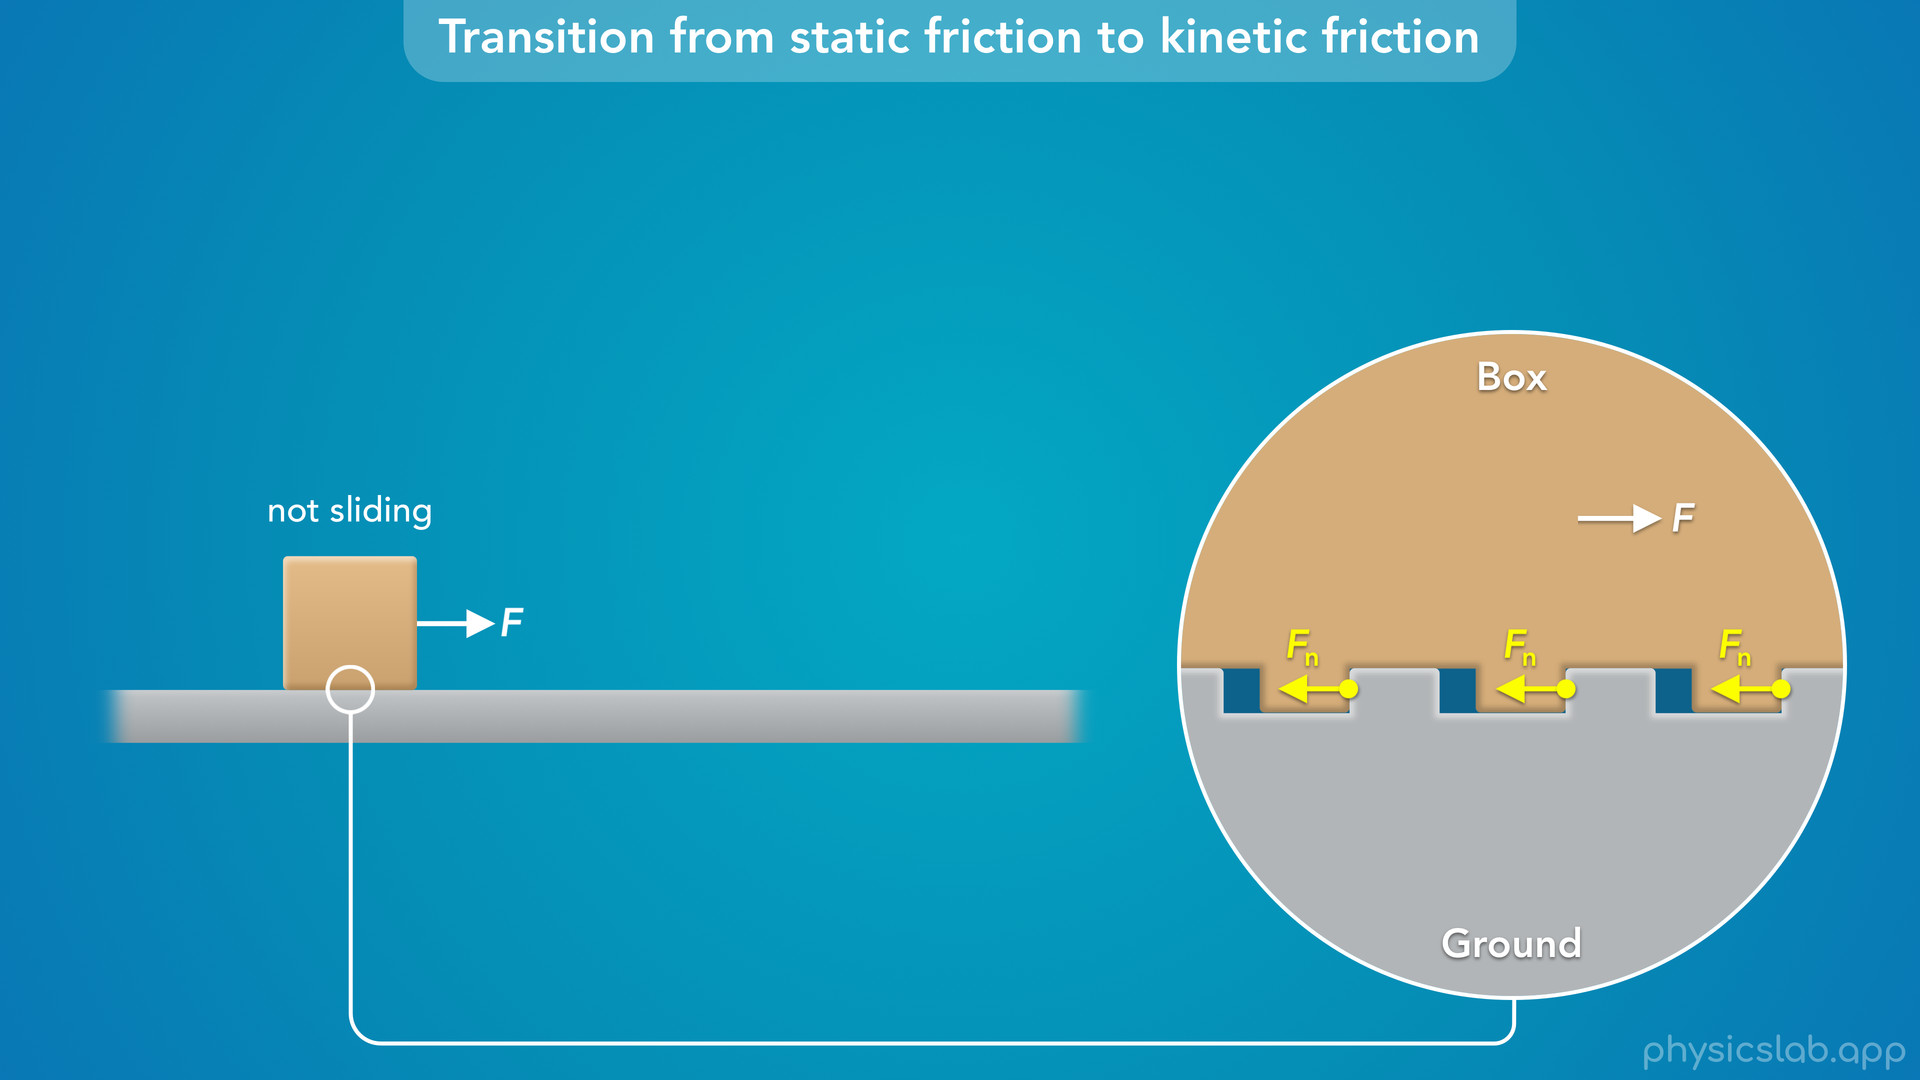 Transition from static friction to kinetic friction
not sliding
F
Box
F
Fn Fn Fn
Ground
physicslab.app